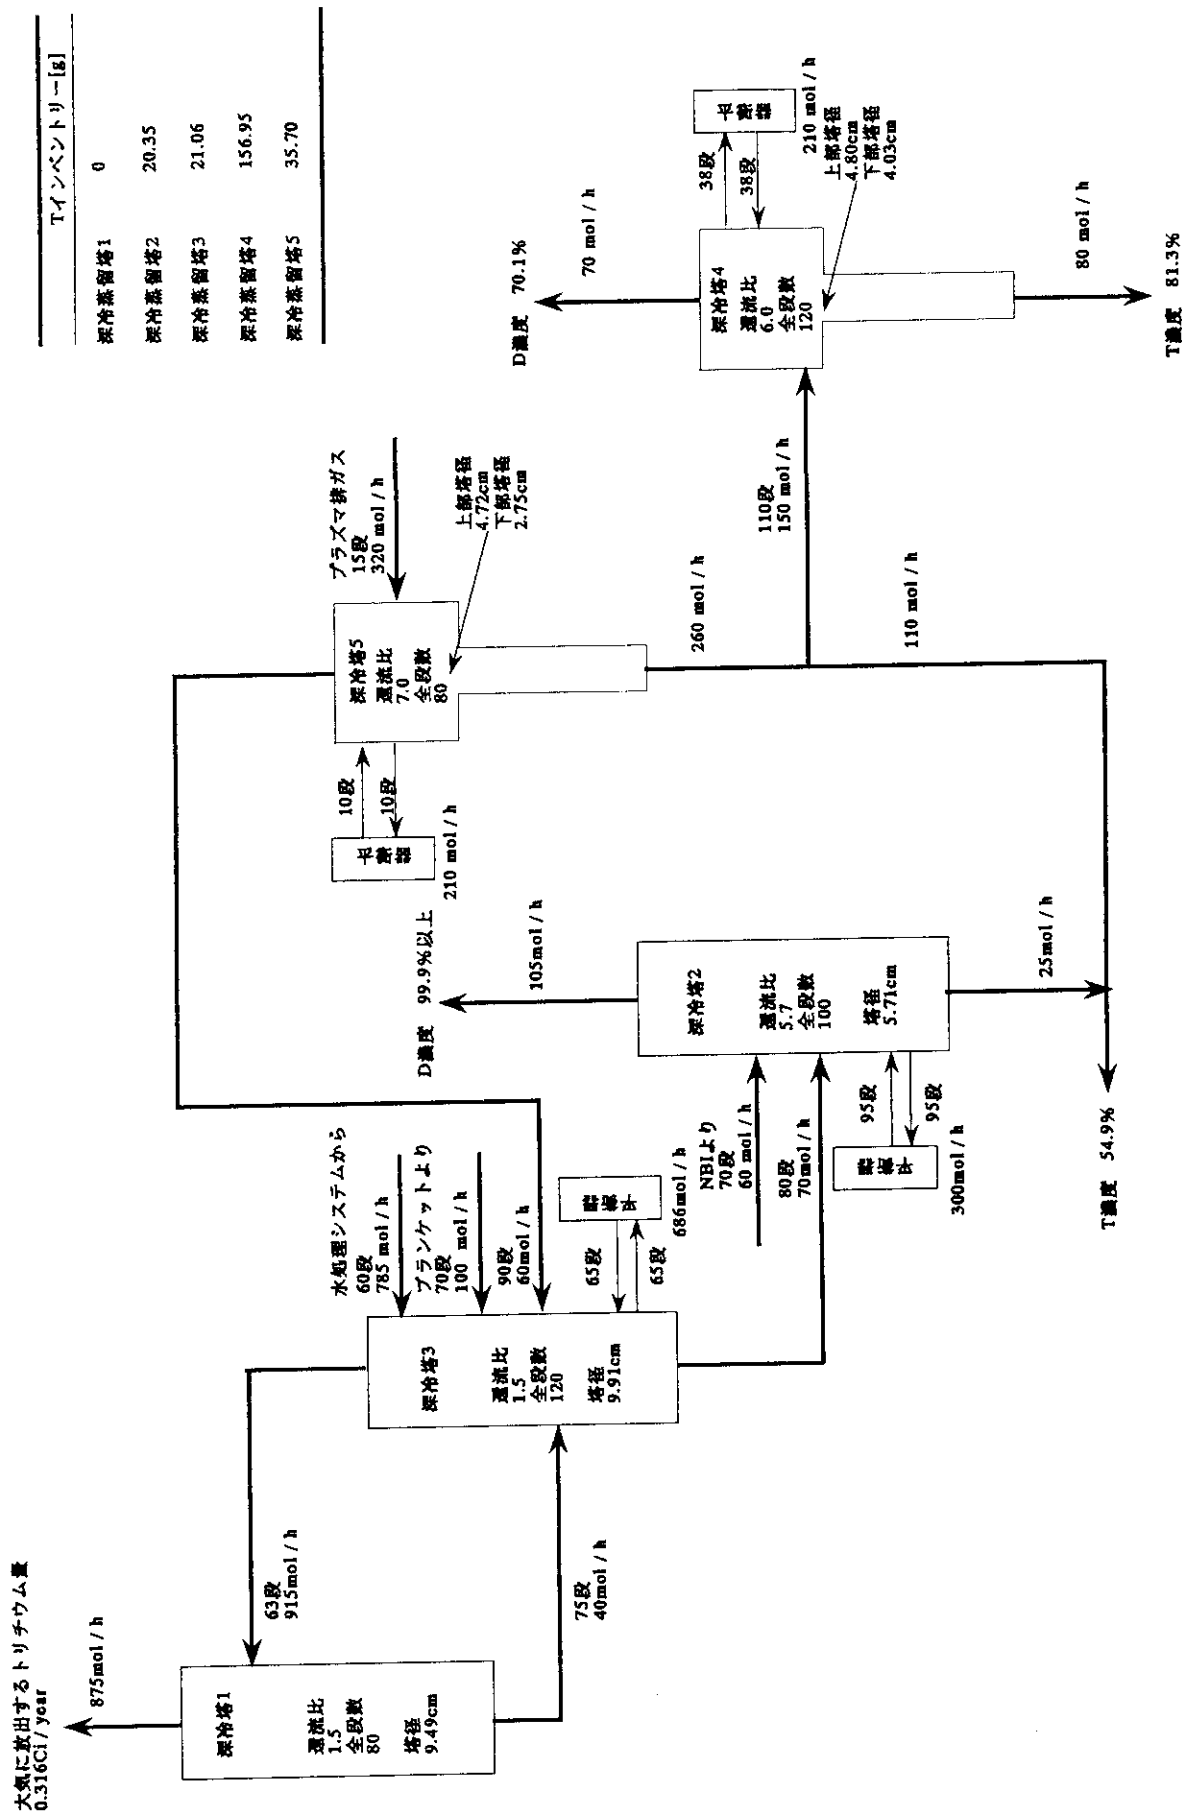 大気に放出するトリチウム量
0.316Ci / year
875mol / h
深冷塔1
還流比
1.5
全段数
80
塔径
9.49cm
63段
915mol / h
75段
40mol / h
水処理システムから
60段
785 mol / h
ブランケットより
70段
100 mol / h
90段
60mol / h
深冷塔3
還流比
1.5
全段数
120
塔径
9.91cm
65段
65段
平衡器
686mol / h
D濃度 99.9%以上
105mol / h
NBIより
70段
60 mol / h
80段
70mol / h
深冷塔2
還流比
5.7
全段数
100
塔径
5.71cm
95段
95段
平衡器
300mol / h
25mol / h
T濃度 54.9%
プラズマ排ガス
15段
320 mol / h
深冷塔5
還流比
7.0
全段数
80
10段
10段
平衡器
210 mol / h
上部塔径
4.72cm
下部塔径
2.75cm
260 mol / h
110 mol / h
110段
150 mol / h
D濃度 70.1%
70 mol / h
深冷塔4
還流比
6.0
全段数
120
38段
38段
平衡器
210 mol / h
上部塔径
4.80cm
下部塔径
4.03cm
80 mol / h
T濃度 81.3%
Tインベントリー[g]
深冷蒸留塔1 0
深冷蒸留塔2 20.35
深冷蒸留塔3 21.06
深冷蒸留塔4 156.95
深冷蒸留塔5 35.70